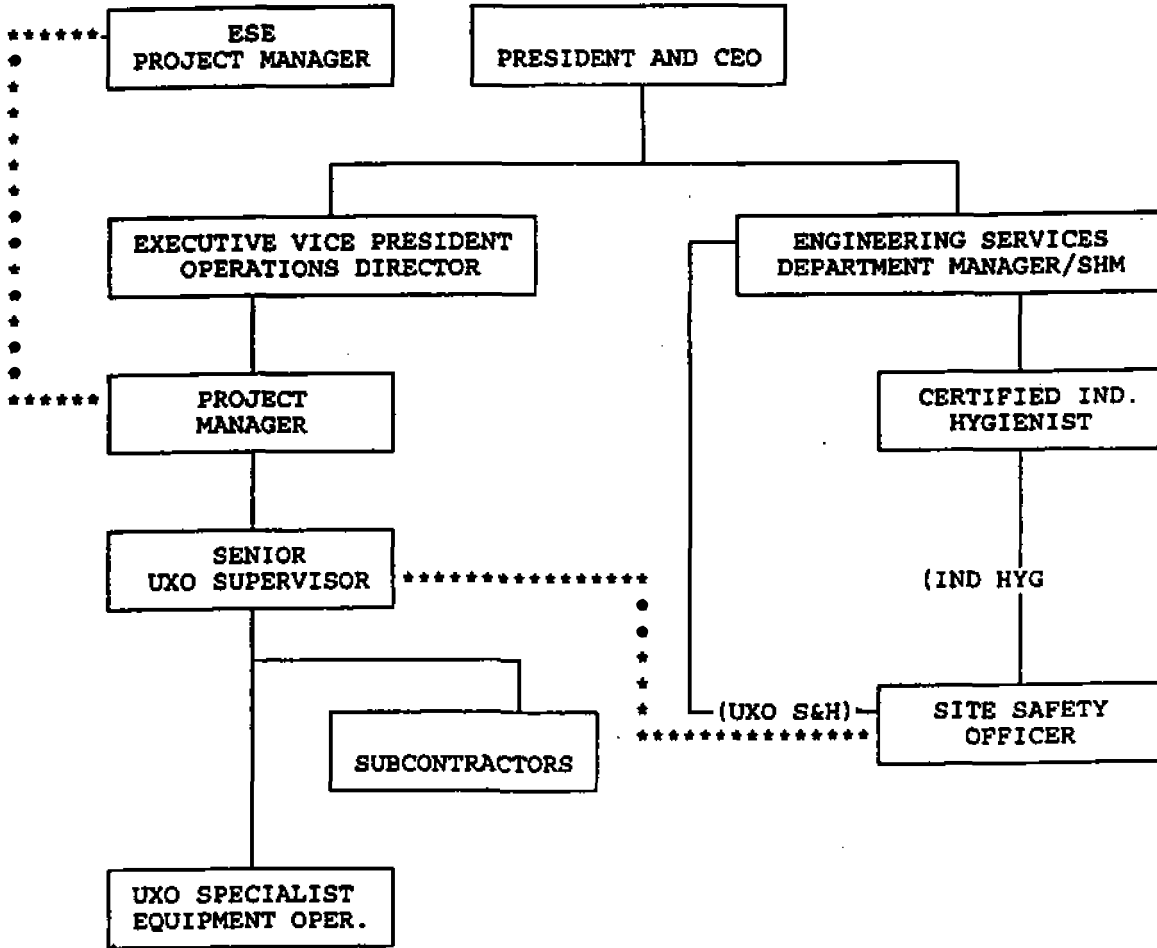 ESE
PROJECT MANAGER
PRESIDENT AND CEO
EXECUTIVE VICE PRESIDENT
OPERATIONS DIRECTOR
ENGINEERING SERVICES
DEPARTMENT MANAGER/SHM
PROJECT
MANAGER
CERTIFIED IND.
HYGIENIST
SENIOR
UXO SUPERVISOR
(IND HYG
(UXO S&H)
SITE SAFETY
OFFICER
SUBCONTRACTORS
UXO SPECIALIST
EQUIPMENT OPER.